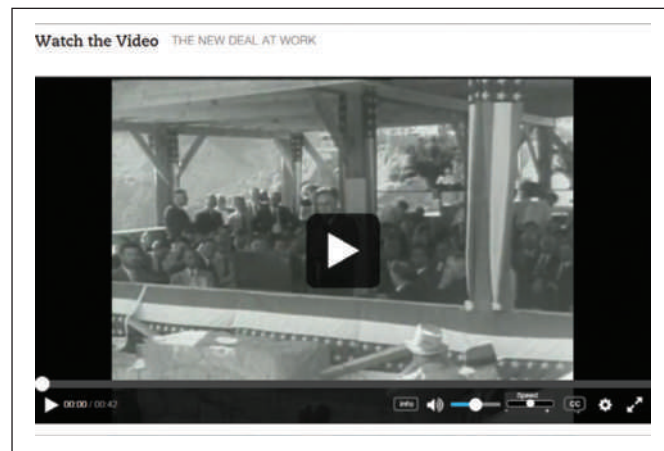 Watch the Video THE NEW DEAL AT WORK
00:00 / 00:42 Info Speed - + CC